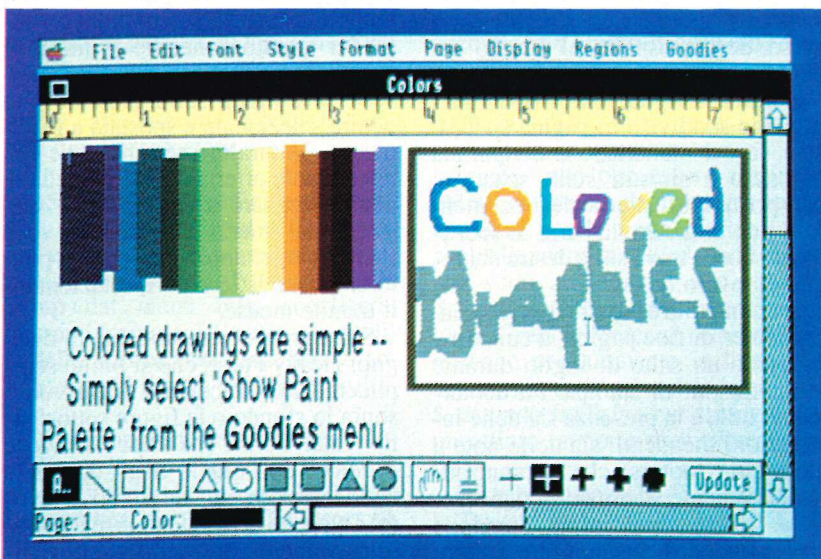 File Edit Font Style Format Page Display Regions Goodies
Colors
0 1 2 3 4 5 6 7
Colored
Graphics
Colored drawings are simple --
Simply select "Show Paint
Palette" from the Goodies menu.
A..
Update
Page: 1 Color: